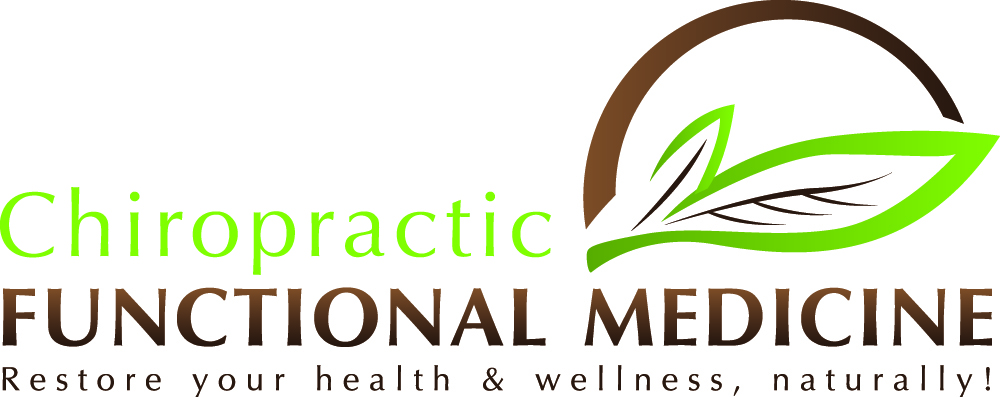 Chiropractic
FUNCTIONAL MEDICINE
Restore your health & wellness, naturally!